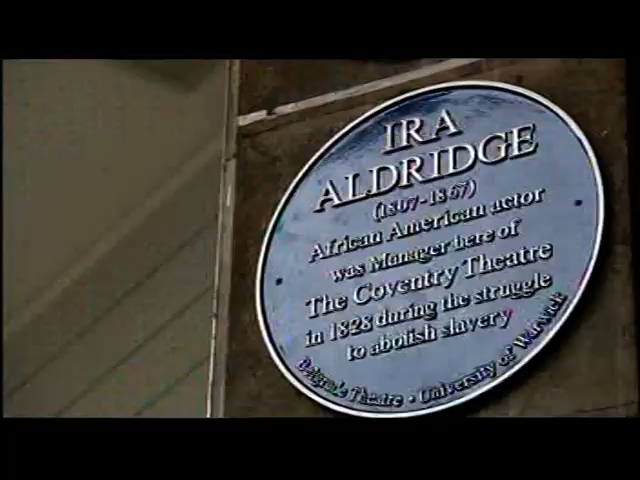 IRA
ALDRIDGE
(1807-1867)
African American actor
was Manager here of
The Coventry Theatre
in 1828 during the struggle
to abolish slavery
Belgrade Theatre • University of Warwick